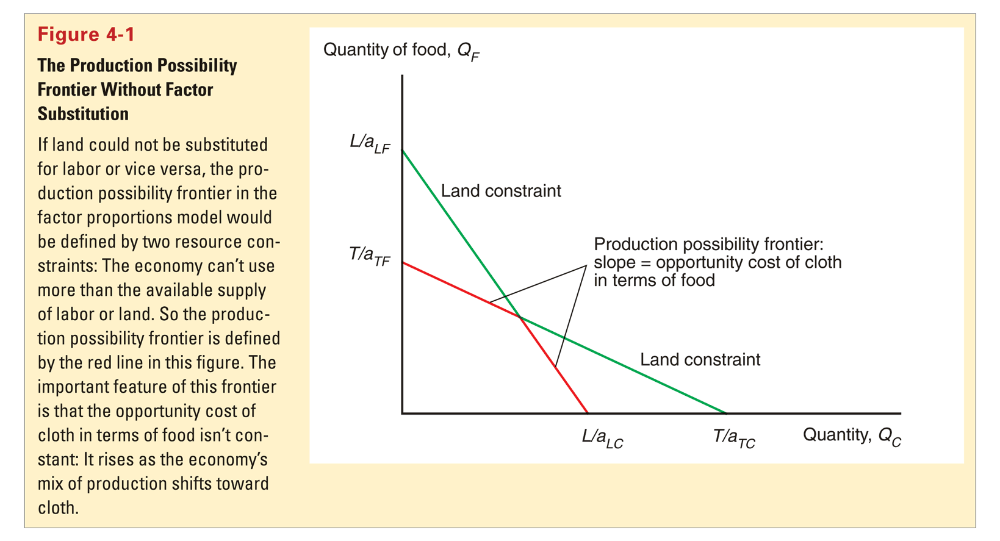 Figure 4-1
The Production Possibility
Frontier Without Factor
Substitution
If land could not be substituted
for labor or vice versa, the pro-
duction possibility frontier in the
factor proportions model would
be defined by two resource con-
straints: The economy can't use
more than the available supply
of labor or land. So the produc-
tion possibility frontier is defined
by the red line in this figure. The
important feature of this frontier
is that the opportunity cost of
cloth in terms of food isn't con-
stant: It rises as the economy's
mix of production shifts toward
cloth.
Quantity of food, Q_F
L/a_LF
Land constraint
T/a_TF
Production possibility frontier:
slope = opportunity cost of cloth
in terms of food
Land constraint
L/a_LC
T/a_TC
Quantity, Q_C